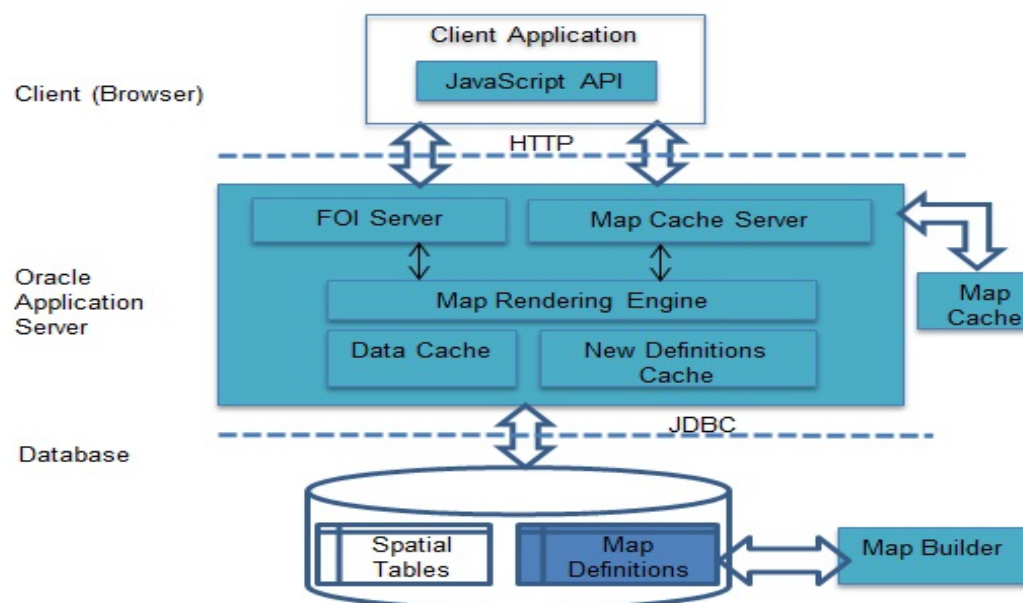 Client Application
JavaScript API
Client (Browser)
HTTP
FOI Server
Map Cache Server
Oracle
Application
Server
Map Rendering Engine
Map
Cache
Data Cache
New Definitions
Cache
JDBC
Database
Spatial
Tables
Map
Definitions
Map Builder